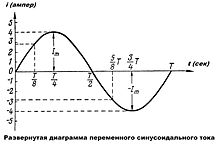 i (ампер)
4
3
2
1
0
-1
-2
-3
-4
-5
Im
T/8
T/4
T/2
5/8 T
3/4 T
T
t (сек)
-Im
Развернутая диаграмма переменного синусоидального тока